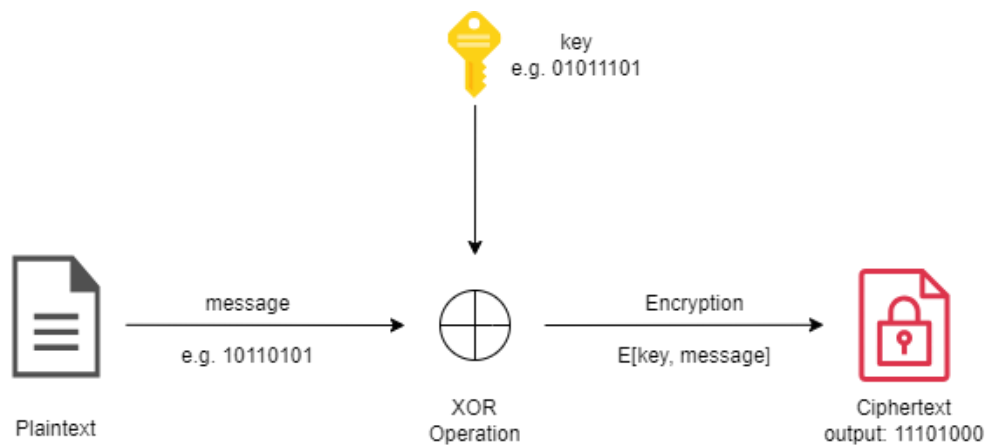 key
e.g. 01011101
message
e.g. 10110101
Encryption
E[key, message]
Plaintext
XOR
Operation
Ciphertext
output: 11101000